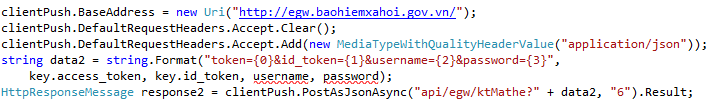 clientPush.BaseAddress = new Uri("http://egw.baohiemxahoi.gov.vn/");
clientPush.DefaultRequestHeaders.Accept.Clear();
clientPush.DefaultRequestHeaders.Accept.Add(new MediaTypeWithQualityHeaderValue("application/json"));
string data2 = string.Format("token={0}&id_token={1}&username={2}&password={3}",
    key.access_token, key.id_token, username, password);
HttpResponseMessage response2 = clientPush.PostAsJsonAsync("api/egw/ktMathe?" + data2, "6").Result;